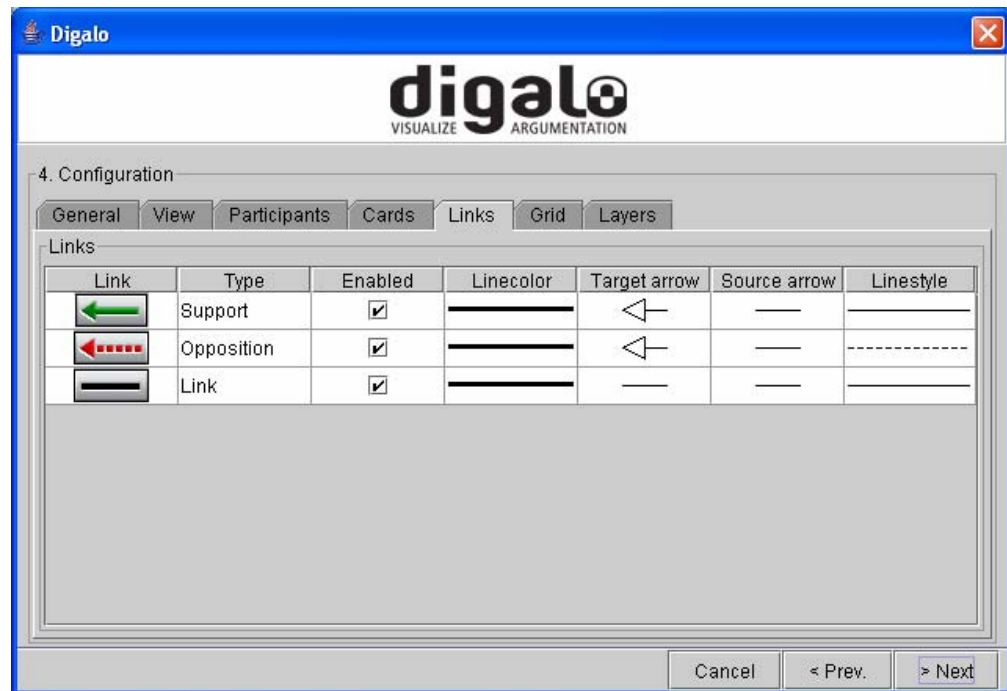 Digalo
digalo
VISUALIZE ARGUMENTATION
4. Configuration
General View Participants Cards Links Grid Layers
Links
Link Type Enabled Linecolor Target arrow Source arrow Linestyle
Support
Opposition
Link
Cancel < Prev. > Next